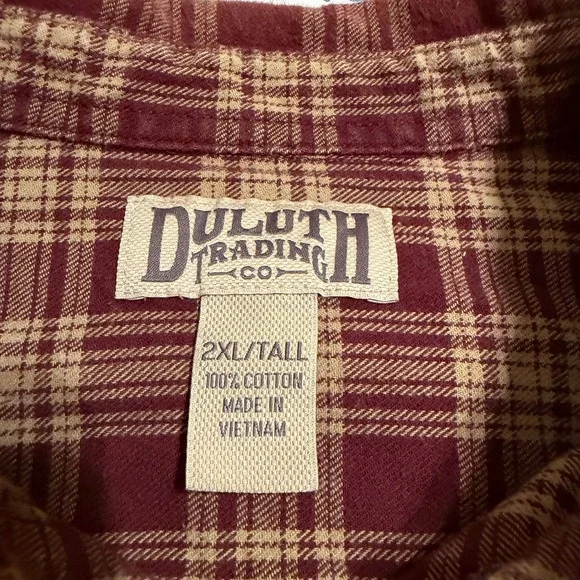 DULUTH
TRADING
CO
2XL/TALL
100% COTTON
MADE IN
VIETNAM